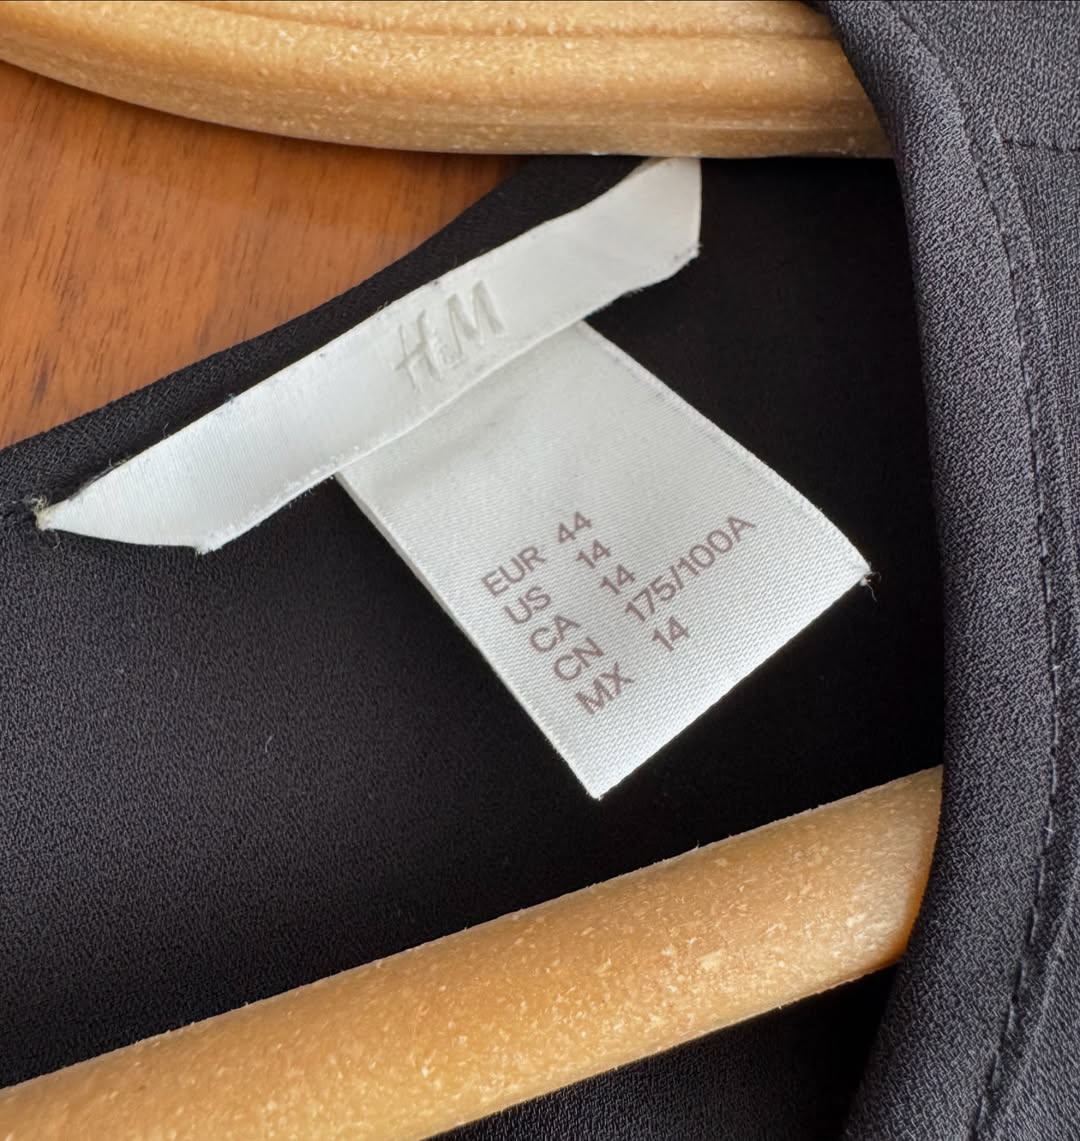 H&M
EUR 44
US 14
CA 14
CN 175/100A
MX 14